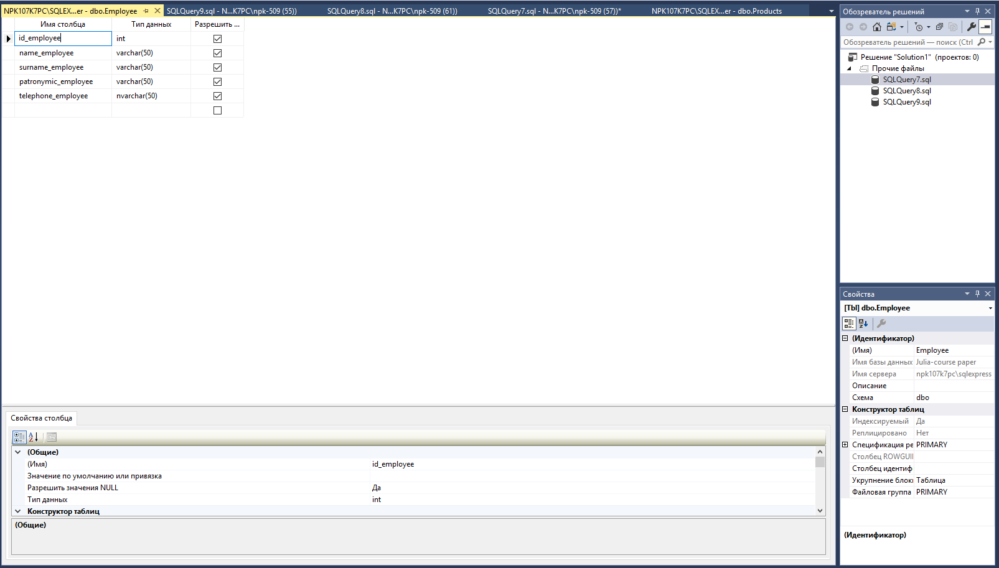 NPK107K7PC\SQLEX...er - dbo.Employee
SQLQuery9.sql - N...K7PC\npk-509 (55))
SQLQuery8.sql - N...K7PC\npk-509 (61))
SQLQuery7.sql - N...K7PC\npk-509 (57))*
NPK107K7PC\SQLEX...er - dbo.Products
Имя столбца Тип данных Разрешить ...
id_employee int
name_employee varchar(50)
surname_employee varchar(50)
patronymic_employee varchar(50)
telephone_employee nvarchar(50)
Свойства столбца
(Общие)
(Имя) id_employee
Значение по умолчанию или привязка
Разрешить значения NULL Да
Тип данных int
Конструктор таблиц
(Общие)
Обозреватель решений
Обозреватель решений — поиск (Ctrl
Решение "Solution1" (проектов: 0)
Прочие файлы
SQLQuery7.sql
SQLQuery8.sql
SQLQuery9.sql
Свойства
[Tbl] dbo.Employee
(Идентификатор)
(Имя) Employee
Имя базы данных Julia-course paper
Имя сервера npk107k7pc\sqlexpress
Описание
Схема dbo
Конструктор таблиц
Индексируемый Да
Реплицировано Нет
Спецификация ре PRIMARY
Столбец ROWGUI
Столбец идентиф
Укрупнение блок Таблица
Файловая группа PRIMARY
(Идентификатор)